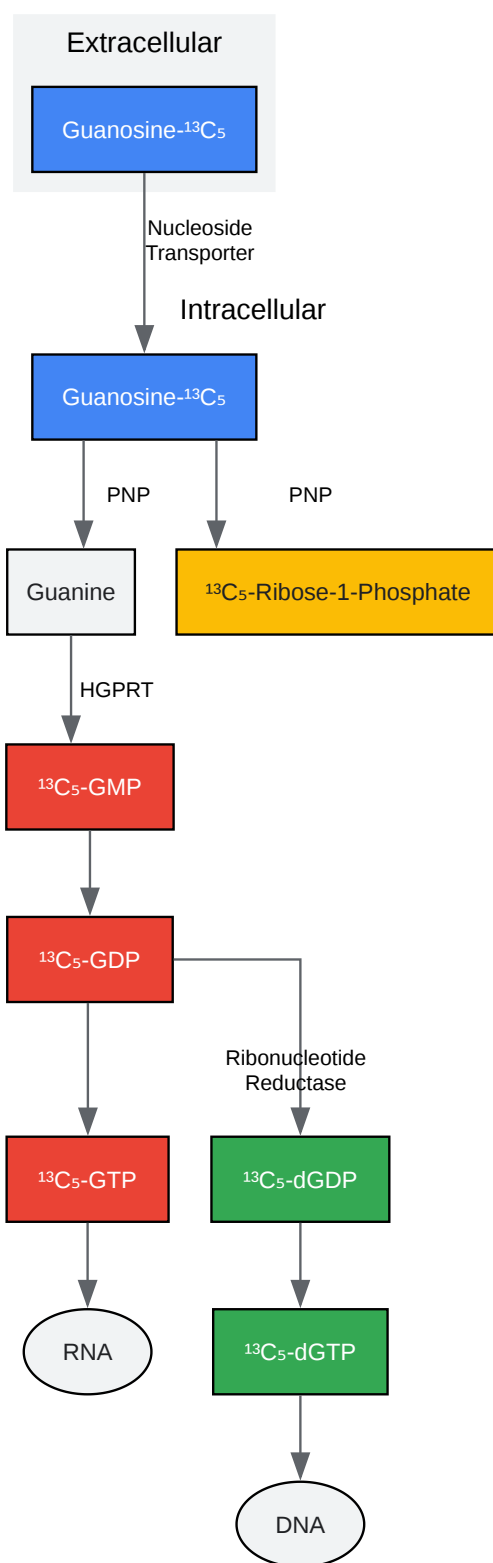 Extracellular
Guanosine-¹³C₅
Nucleoside
Transporter
Intracellular
Guanosine-¹³C₅
PNP
PNP
Guanine
¹³C₅-Ribose-1-Phosphate
HGPRT
¹³C₅-GMP
¹³C₅-GDP
Ribonucleotide
Reductase
¹³C₅-GTP
¹³C₅-dGDP
RNA
¹³C₅-dGTP
DNA